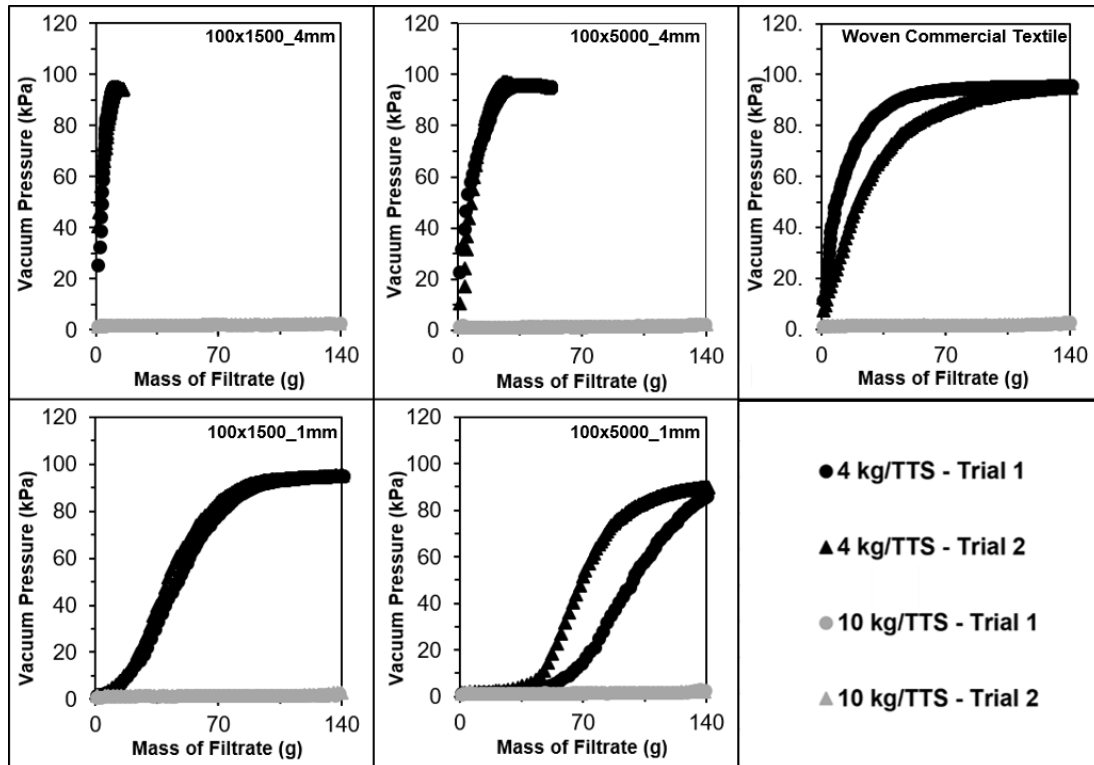 100x1500_4mm
Vacuum Pressure (kPa)
120
100
80
60
40
20
0
0 70 140
Mass of Filtrate (g)
100x5000_4mm
Vacuum Pressure (kPa)
120
100
80
60
40
20
0
0 70 140
Mass of Filtrate (g)
Woven Commercial Textile
Vacuum Pressure (kPa)
120
100
80.
60.
40.
20.
0.
0 70 140
Mass of Filtrate (g)
100x1500_1mm
Vacuum Pressure (kPa)
120
100
80
60
40
20
0
0 70 140
Mass of Filtrate (g)
100x5000_1mm
Vacuum Pressure (kPa)
120
100
80
60
40
20
0
0 70 140
Mass of Filtrate (g)
4 kg/TTS - Trial 1
4 kg/TTS - Trial 2
10 kg/TTS - Trial 1
10 kg/TTS - Trial 2